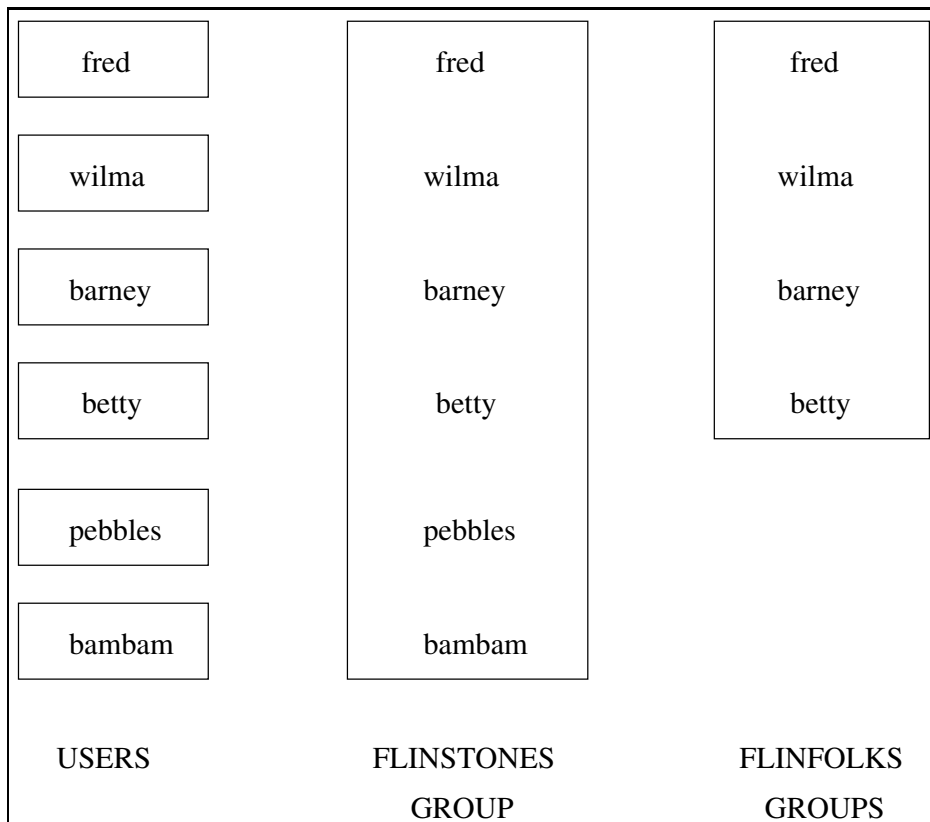 fred fred fred
wilma wilma wilma
barney barney barney
betty betty betty
pebbles pebbles
bambam bambam
USERS FLINSTONES FLINFOLKS
GROUP GROUPS